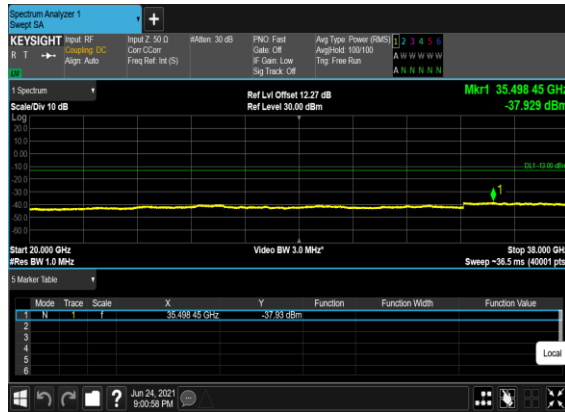 Spectrum Analyzer 1
Swept SA
+
KEYSIGHT Input: RF Input Z: 50 Ω #Atten: 30 dB PNO: Fast Avg Type: Power (RMS) 1 2 3 4 5 6
R T Coupling: DC Corr CCorr Gate: Off Avg|Hold: 100/100 A W W W W W
Align: Auto Freq Ref: Int (S) IF Gain: Low Trig: Free Run
Sig Track: Off A N N N N N
1 Spectrum Ref Lvl Offset 12.27 dB Mkr1 35.498 45 GHz
Scale/Div 10 dB Ref Level 30.00 dBm -37.929 dBm
Log
20.0
10.0
0.00
-10.0 DL1 -13.00 dBm
-20.0
-30.0 1
-40.0
-50.0
-60.0
Start 20.000 GHz Video BW 3.0 MHz* Stop 38.000 GHz
#Res BW 1.0 MHz Sweep ~36.5 ms (40001 pts
5 Marker Table
Mode Trace Scale X Y Function Function Width Function Value
1 N 1 f 35.498 45 GHz -37.93 dBm
2
3
4
5
6
Local
? Jun 24, 2021
9:00:58 PM